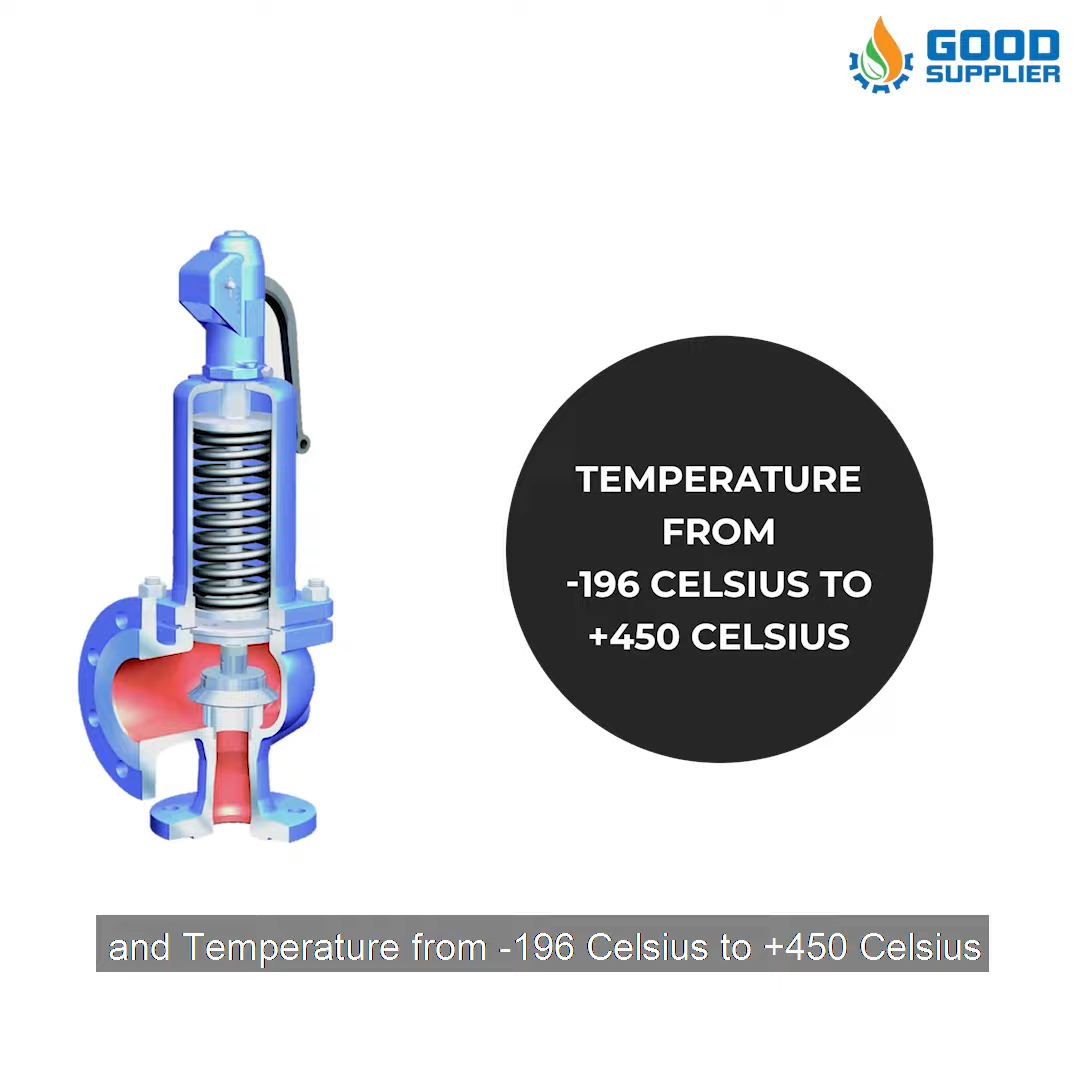 GOOD
SUPPLIER
TEMPERATURE
FROM
-196 CELSIUS TO
+450 CELSIUS
and Temperature from -196 Celsius to +450 Celsius